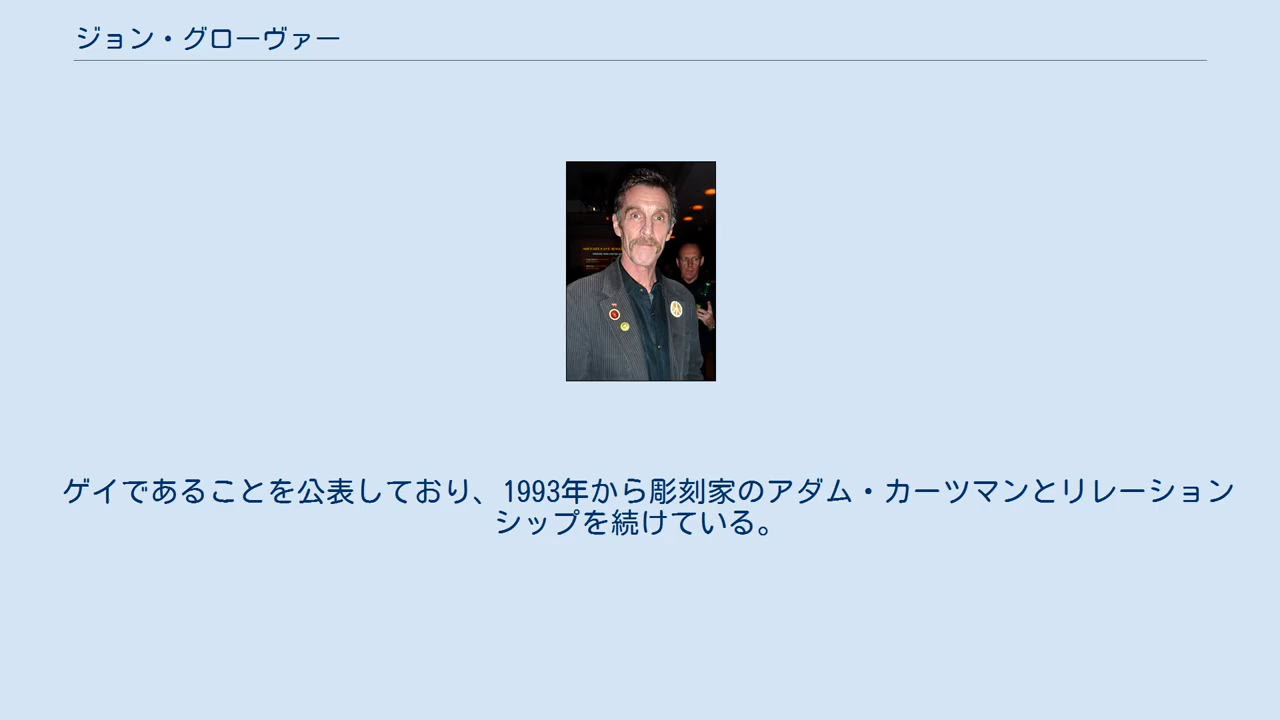 ジョン・グローヴァー
ゲイであることを公表しており、1993年から彫刻家のアダム・カーツマンとリレーション
シップを続けている。